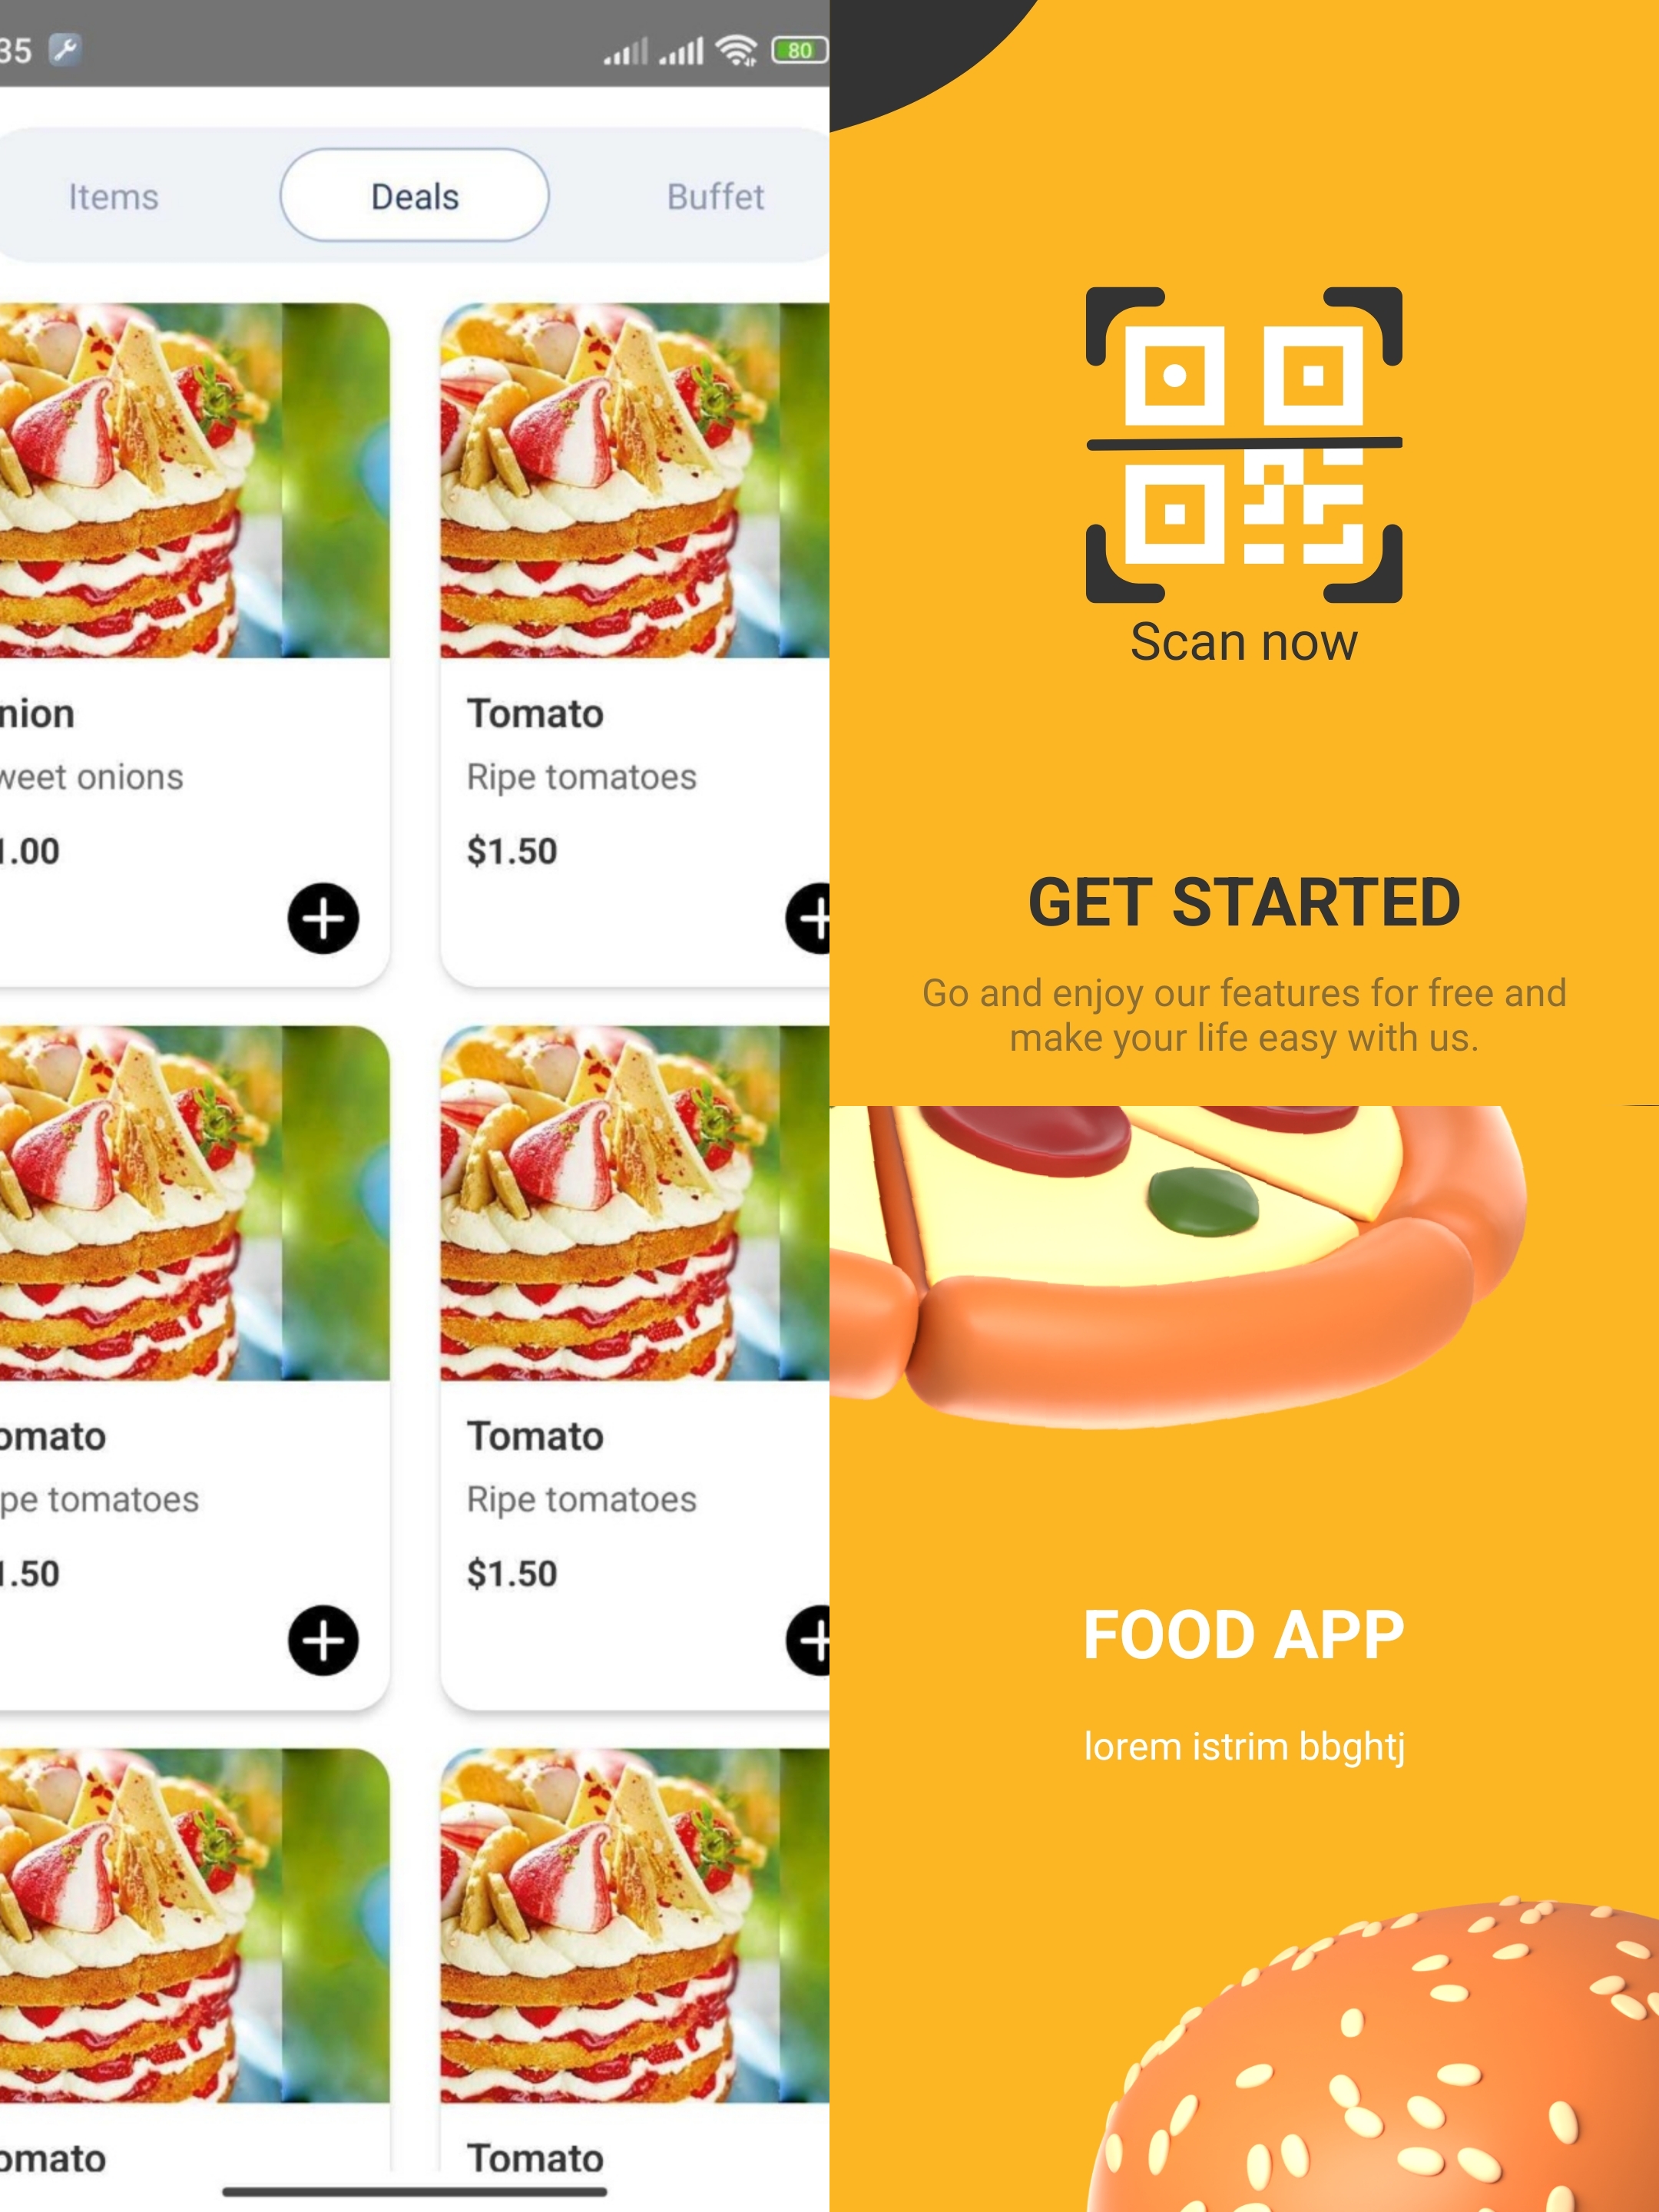 35
80
Items
Deals
Buffet
nion
weet onions
1.00
Tomato
Ripe tomatoes
$1.50
omato
pe tomatoes
1.50
Tomato
Ripe tomatoes
$1.50
omato
Tomato
Scan now
GET STARTED
Go and enjoy our features for free and
make your life easy with us.
FOOD APP
lorem istrim bbghtj